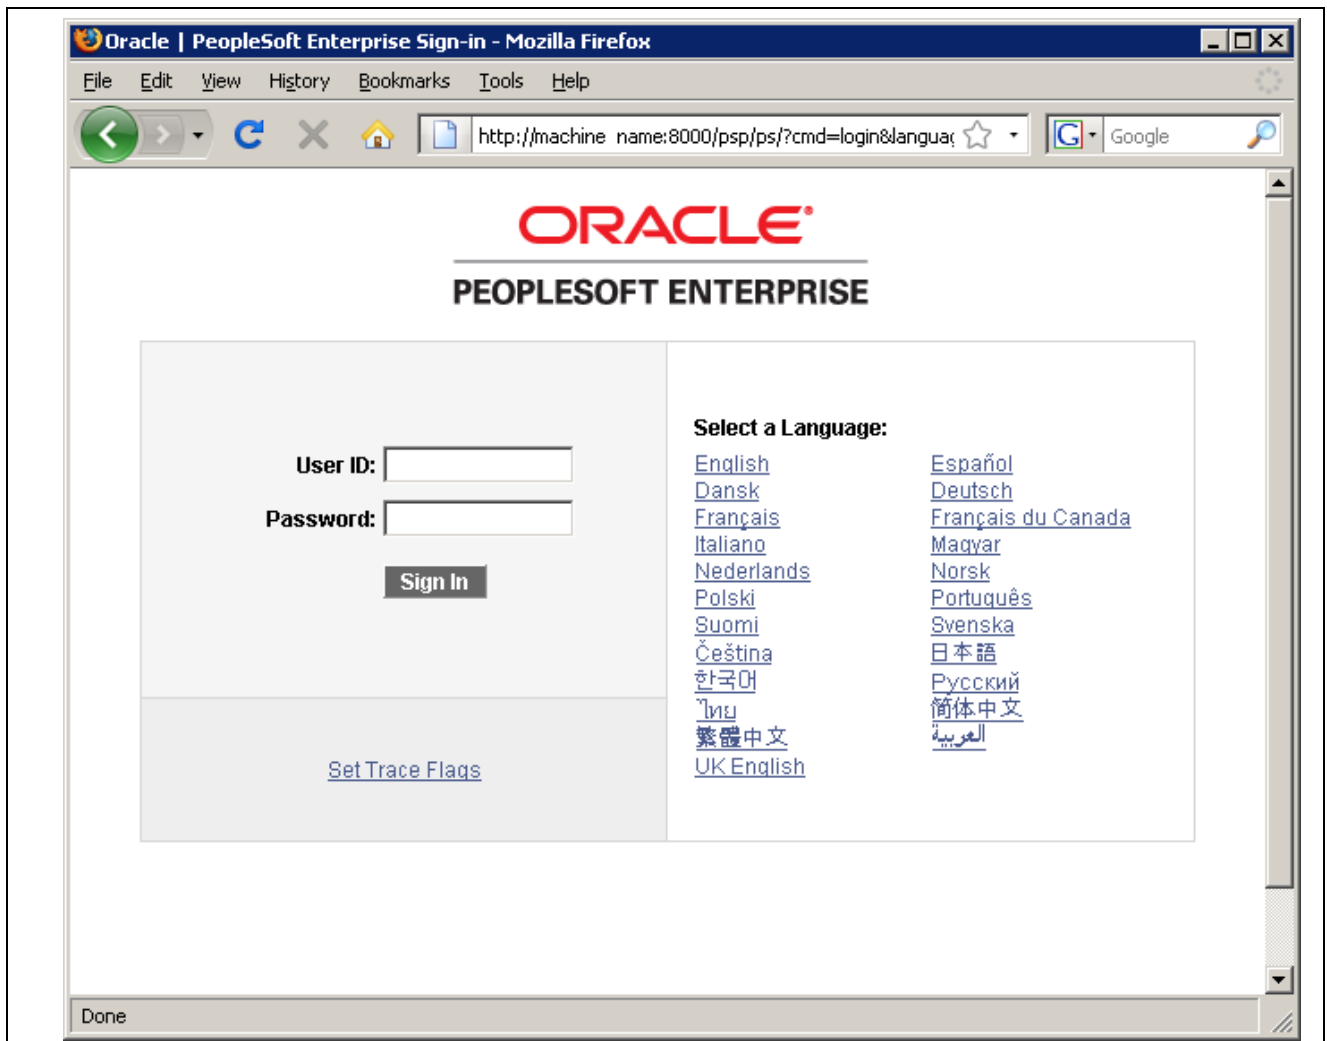 Oracle | PeopleSoft Enterprise Sign-in - Mozilla Firefox
File Edit View History Bookmarks Tools Help
http://machine name:8000/psp/ps/?cmd=login&languag
Google
ORACLE®
PEOPLESOFT ENTERPRISE
User ID:
Password:
Sign In
Set Trace Flags
Select a Language:
English Español
Dansk Deutsch
Français Français du Canada
Italiano Magyar
Nederlands Norsk
Polski Português
Suomi Svenska
Čeština 日本語
한국어 Русский
ไทย 简体中文
繁體中文 العربية
UK English
Done